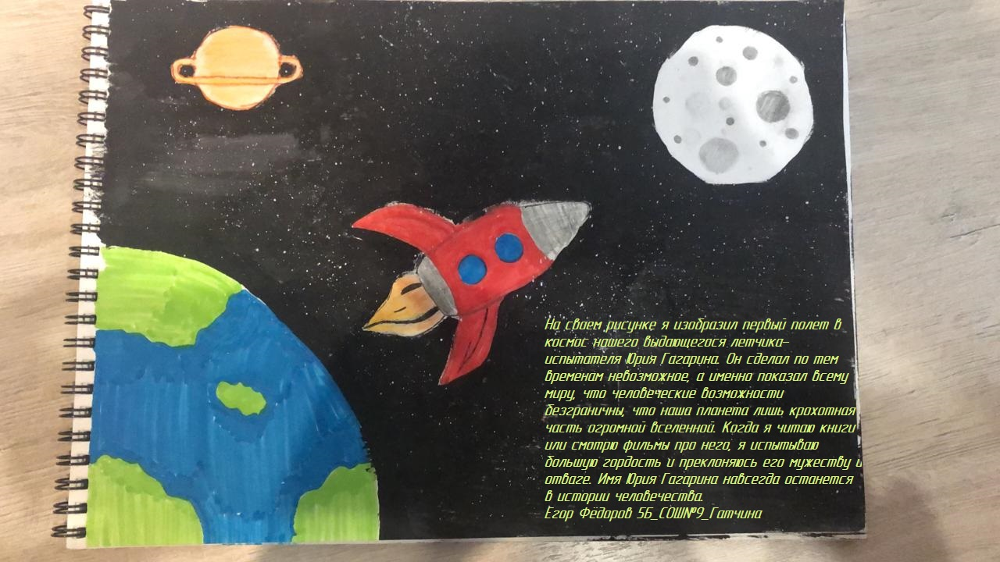 На сваем рисунке я изобразил первый полет в
космос нашего выдающегося летчика-
испытателя Юрия Гагарина. Он сделал по тем
временам невозможное, а именно показал всему
миру, что человеческие возможности
безграничны, что наша планета лишь крохотная
часть огромной вселенной. Когда я читаю книги
или смотрю фильмы про него, я испытываю
большую гордость и преклоняюсь его мужеству и
отваге. Имя Юрия Гагарина навсегда останется
в истории человечества.
Егор Фёдоров 5Б_СОШ№9_Гатчина